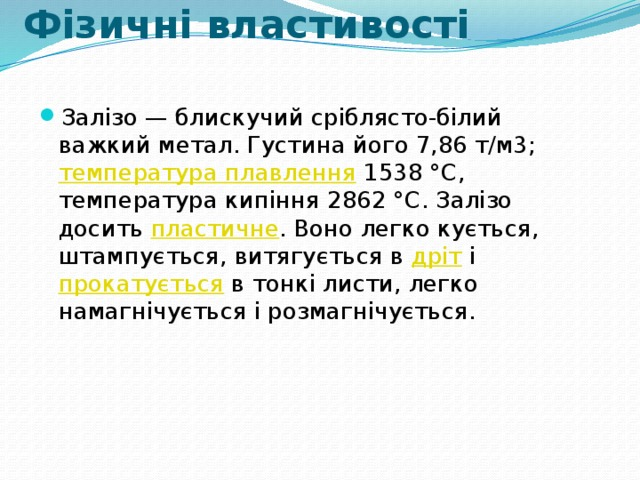 Фізичні властивості
Залізо — блискучий сріблясто-білий
важкий метал. Густина його 7,86 т/м3;
температура плавлення 1538 °C,
температура кипіння 2862 °C. Залізо
досить пластичне. Воно легко кується,
штампується, витягується в дріт і
прокатується в тонкі листи, легко
намагнічується і розмагнічується.